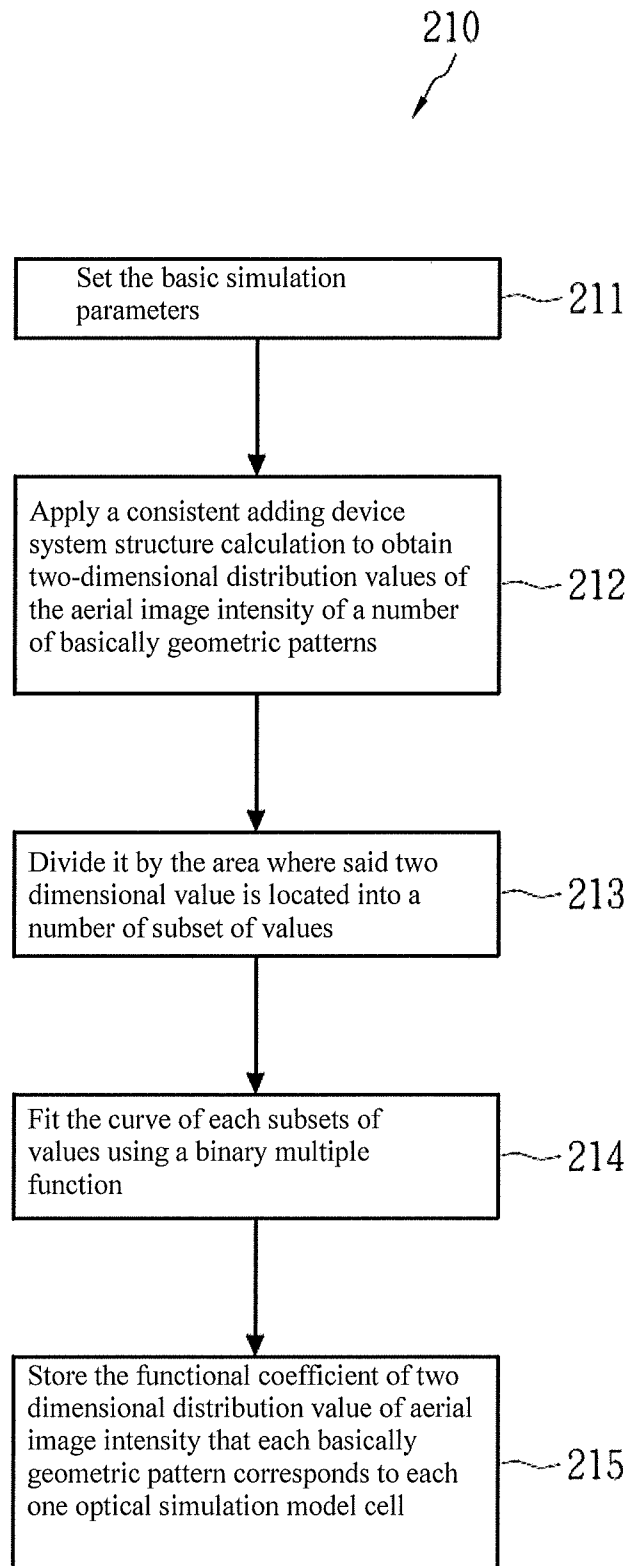 210
Set the basic simulation
parameters
211
Apply a consistent adding device
system structure calculation to obtain
two-dimensional distribution values of
the aerial image intensity of a number
of basically geometric patterns
212
Divide it by the area where said two
dimensional value is located into a
number of subset of values
213
Fit the curve of each subsets of
values using a binary multiple
function
214
Store the functional coefficient of two
dimensional distribution value of aerial
image intensity that each basically
geometric pattern corresponds to each
one optical simulation model cell
215